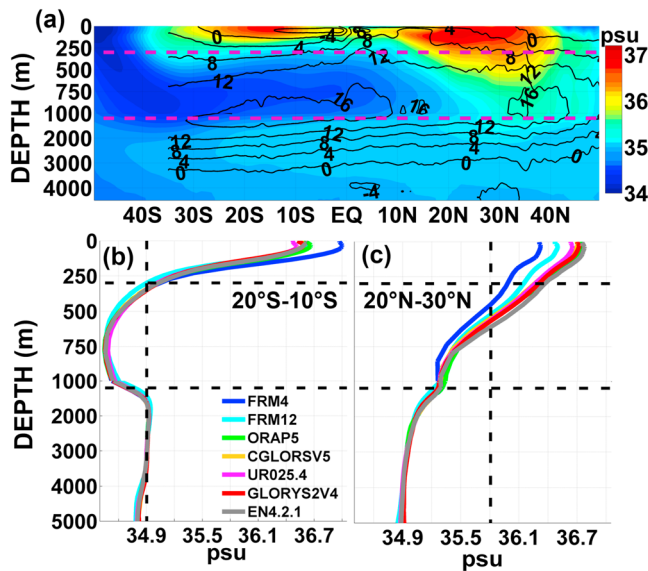 (a)
psu
0
250
500
750
1000
2000
3000
4000
DEPTH (m)
0
-4
8
4
8
12
16
16
12
8
4
0
-4
4
0
8
12
16
12
8
4
0
40S 30S 20S 10S EQ 10N 20N 30N 40N
37
36
35
34
(b)
(c)
0
250
500
750
1000
2000
3000
4000
5000
DEPTH (m)
20°S-10°S
20°N-30°N
FRM4
FRM12
ORAP5
CGLORSV5
UR025.4
GLORYS2V4
EN4.2.1
34.9 35.5 36.1 36.7
psu
34.9 35.5 36.1 36.7
psu